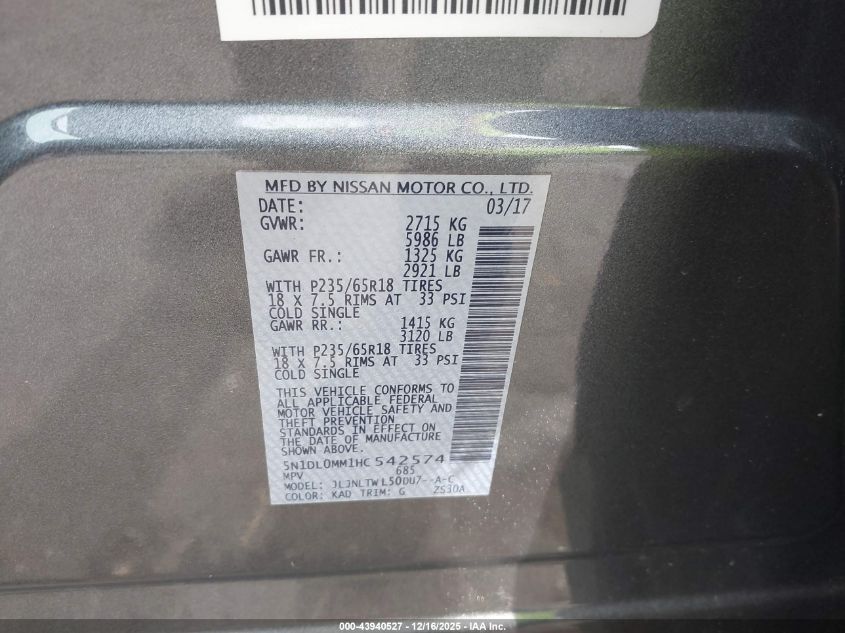 MFD BY NISSAN MOTOR CO., LTD.
DATE: 03/17
GVWR: 2715 KG
5986 LB
GAWR FR.: 1325 KG
2921 LB
WITH P235/65R18 TIRES
18 X 7.5 RIMS AT 33 PSI
COLD SINGLE
GAWR RR.: 1415 KG
3120 LB
WITH P235/65R18 TIRES
18 X 7.5 RIMS AT 33 PSI
COLD SINGLE
THIS VEHICLE CONFORMS TO
ALL APPLICABLE FEDERAL
MOTOR VEHICLE SAFETY AND
THEFT PREVENTION
STANDARDS IN EFFECT ON
THE DATE OF MANUFACTURE
SHOWN ABOVE.
5N1DL0MM1HC542574
MPV 685
MODEL: JLJNLTWL50DU7--A-C
COLOR: KAD TRIM: G ZS30A
000-43940527 - 12/16/2025 - IAA Inc.